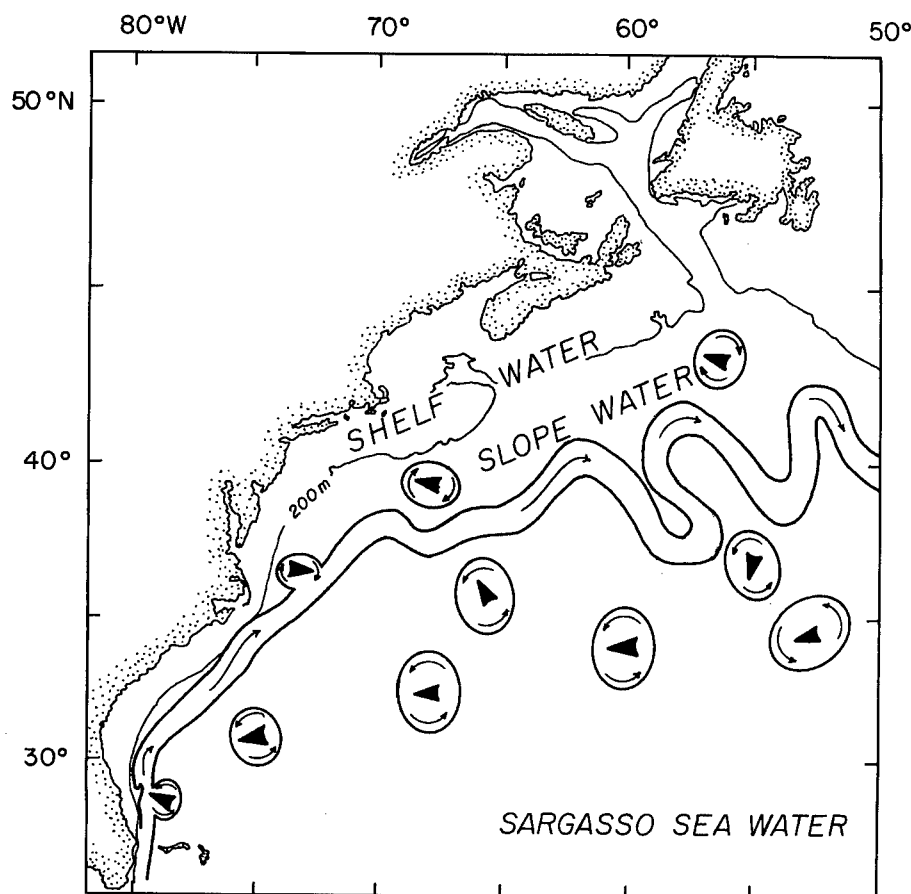 80°W 70° 60° 50°
50°N
SHELF WATER
SLOPE WATER
40°
200m
30°
SARGASSO SEA WATER